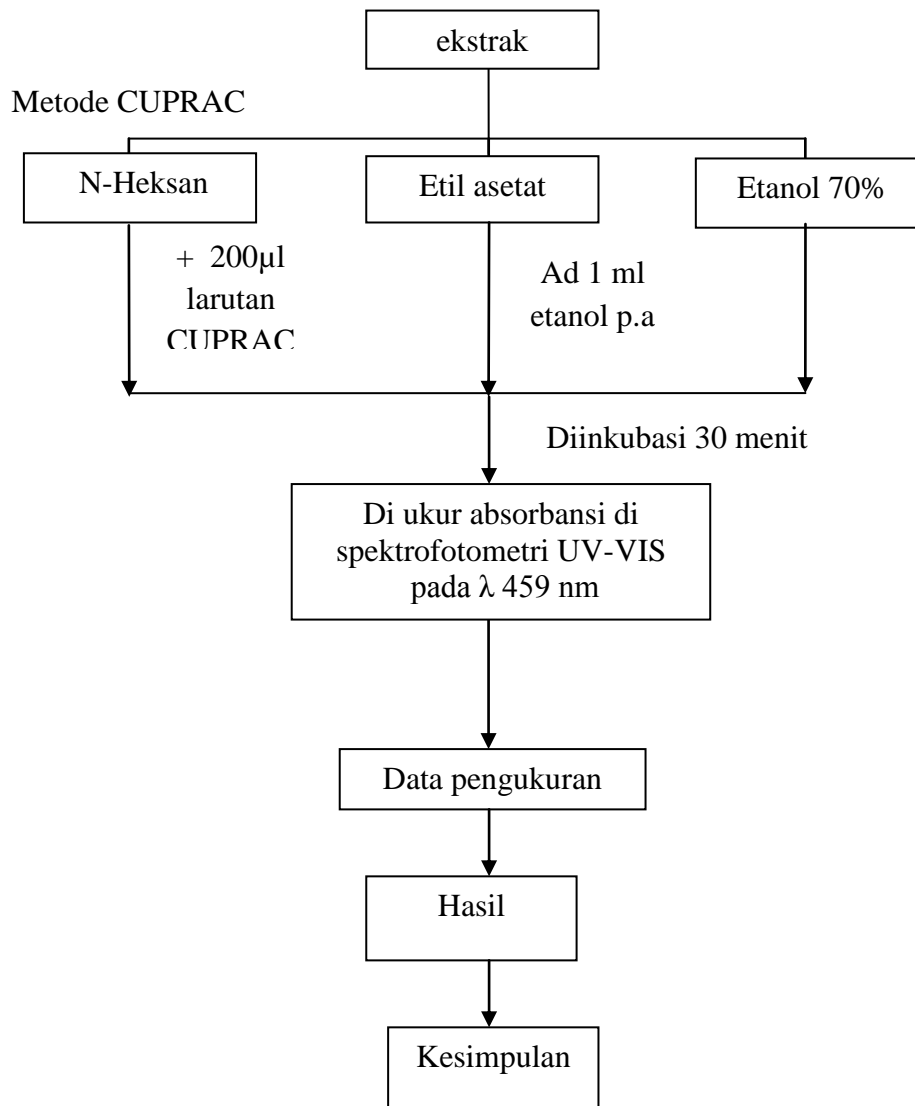 ekstrak
Metode CUPRAC
N-Heksan
Etil asetat
Etanol 70%
+ 200µl
larutan
CUPRAC
Ad 1 ml
etanol p.a
Diinkubasi 30 menit
Di ukur absorbansi di
spektrofotometri UV-VIS
pada λ 459 nm
Data pengukuran
Hasil
Kesimpulan